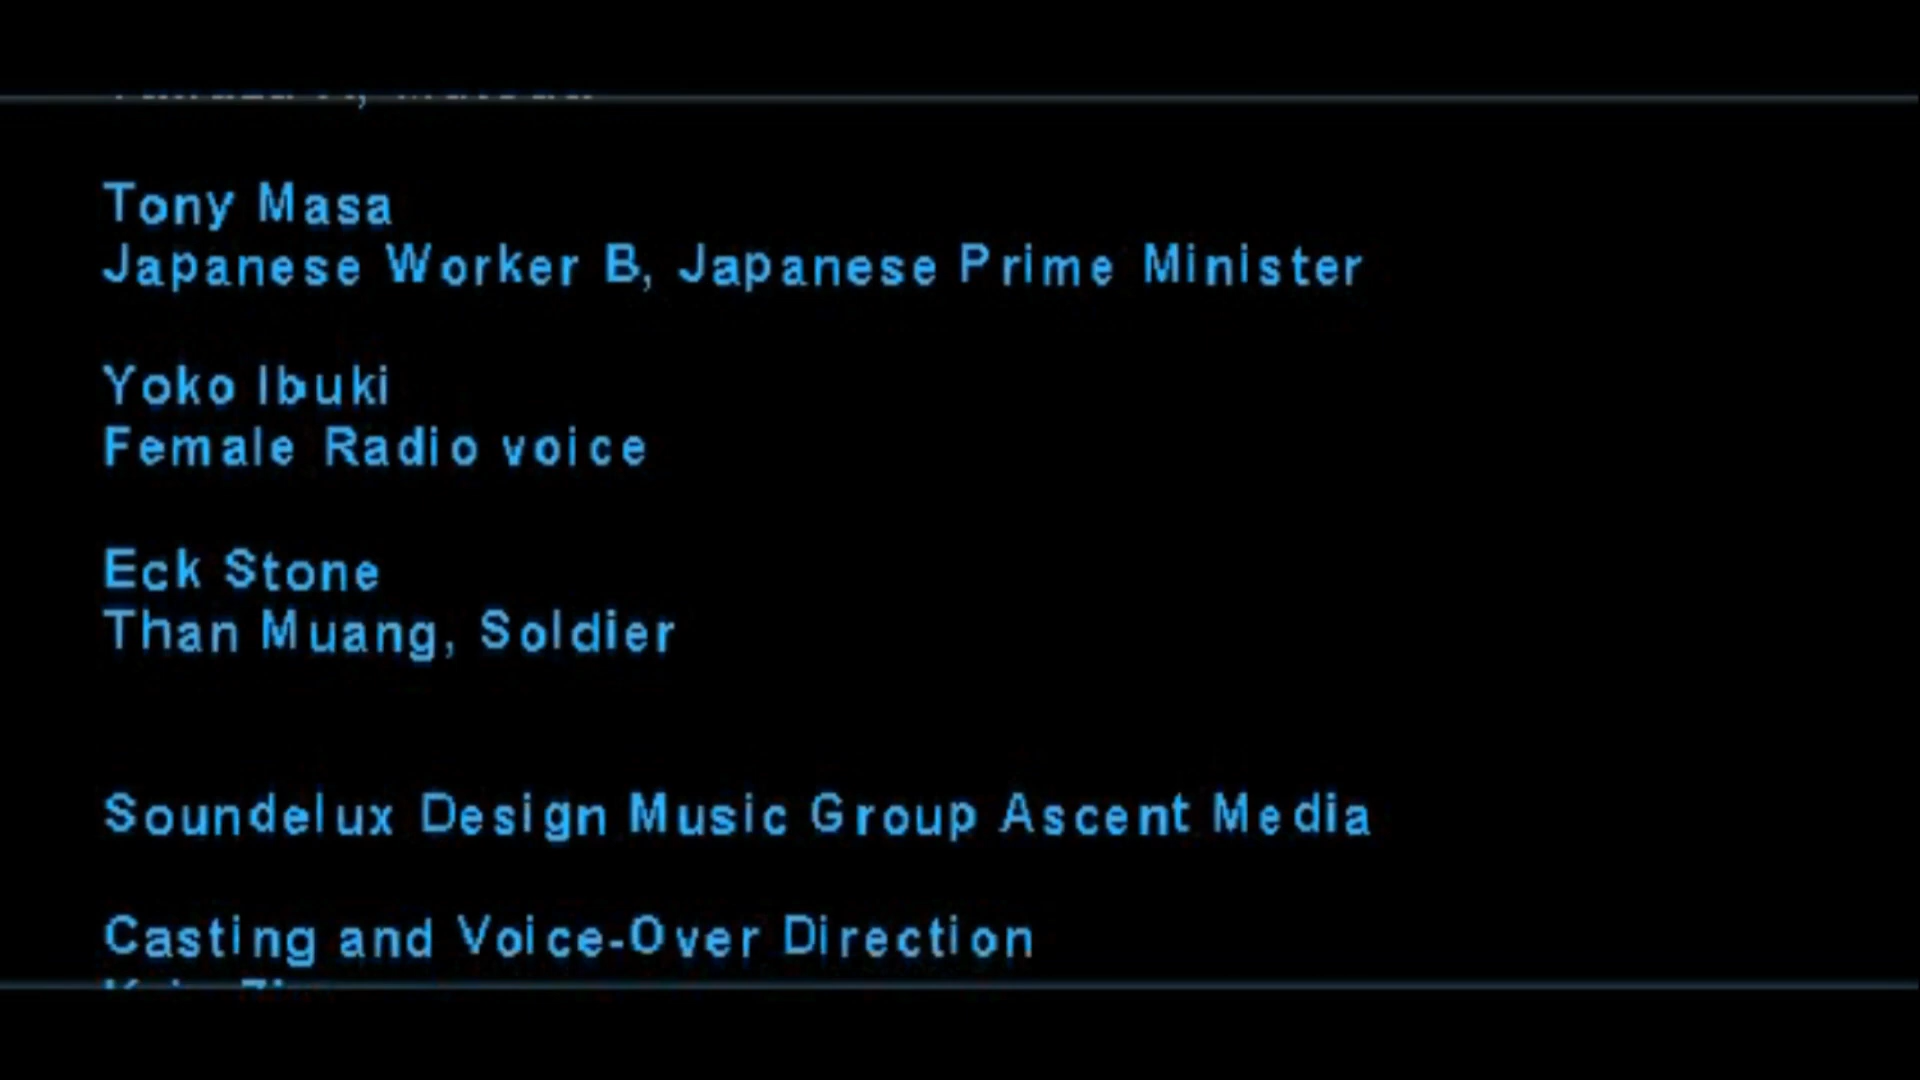 Tony Masa
Japanese Worker B, Japanese Prime Minister
Yoko Ibuki
Female Radio voice
Eck Stone
Than Muang, Soldier
Soundelux Design Music Group Ascent Media
Casting and Voice-Over Direction